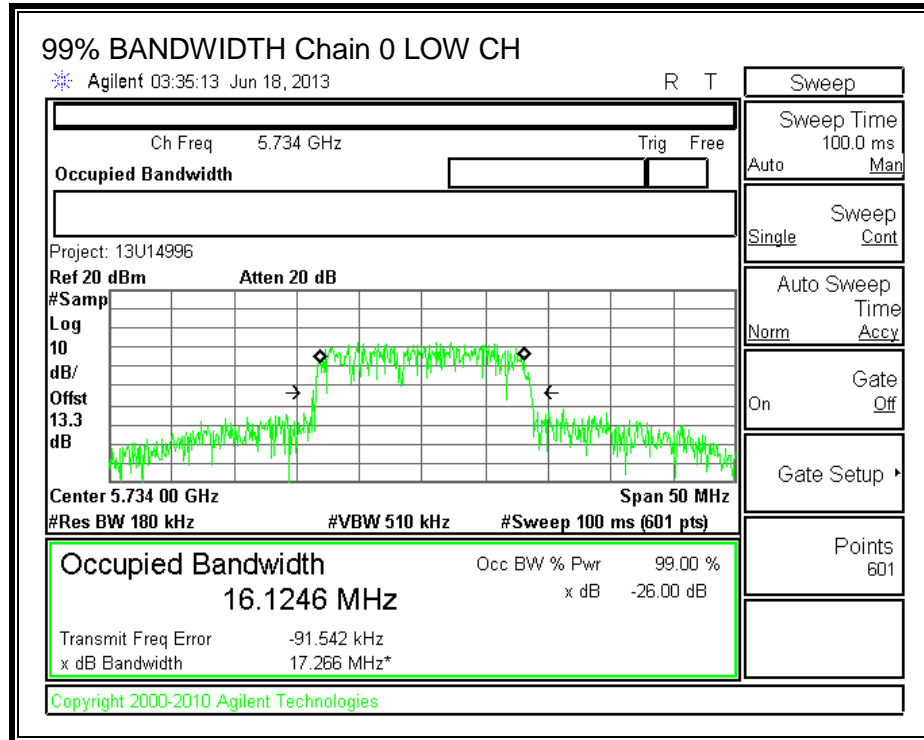 99% BANDWIDTH Chain 0 LOW CH
Agilent 03:35:13 Jun 18, 2013 R T
Ch Freq 5.734 GHz Trig Free
Occupied Bandwidth
Project: 13U14996
Ref 20 dBm Atten 20 dB
#Samp
Log
10
dB/
Offst
13.3
dB
Center 5.734 00 GHz Span 50 MHz
#Res BW 180 kHz #VBW 510 kHz #Sweep 100 ms (601 pts)
Occupied Bandwidth Occ BW % Pwr 99.00 %
16.1246 MHz x dB -26.00 dB
Transmit Freq Error -91.542 kHz
x dB Bandwidth 17.266 MHz*
Copyright 2000-2010 Agilent Technologies
Sweep
Sweep Time
100.0 ms
Auto Man
Sweep
Single Cont
Auto Sweep
Time
Norm Accy
Gate
On Off
Gate Setup
Points
601